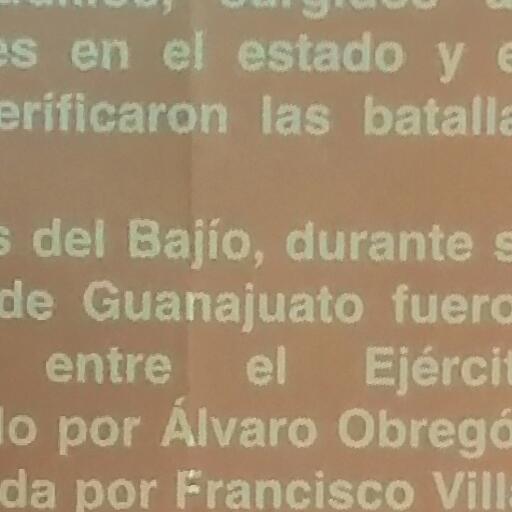 es en el estado y e
erificaron las batalla
s del Bajío, durante s
de Guanajuato fuero
entre el Ejércit
do por Álvaro Obregó
da por Francisco Villa